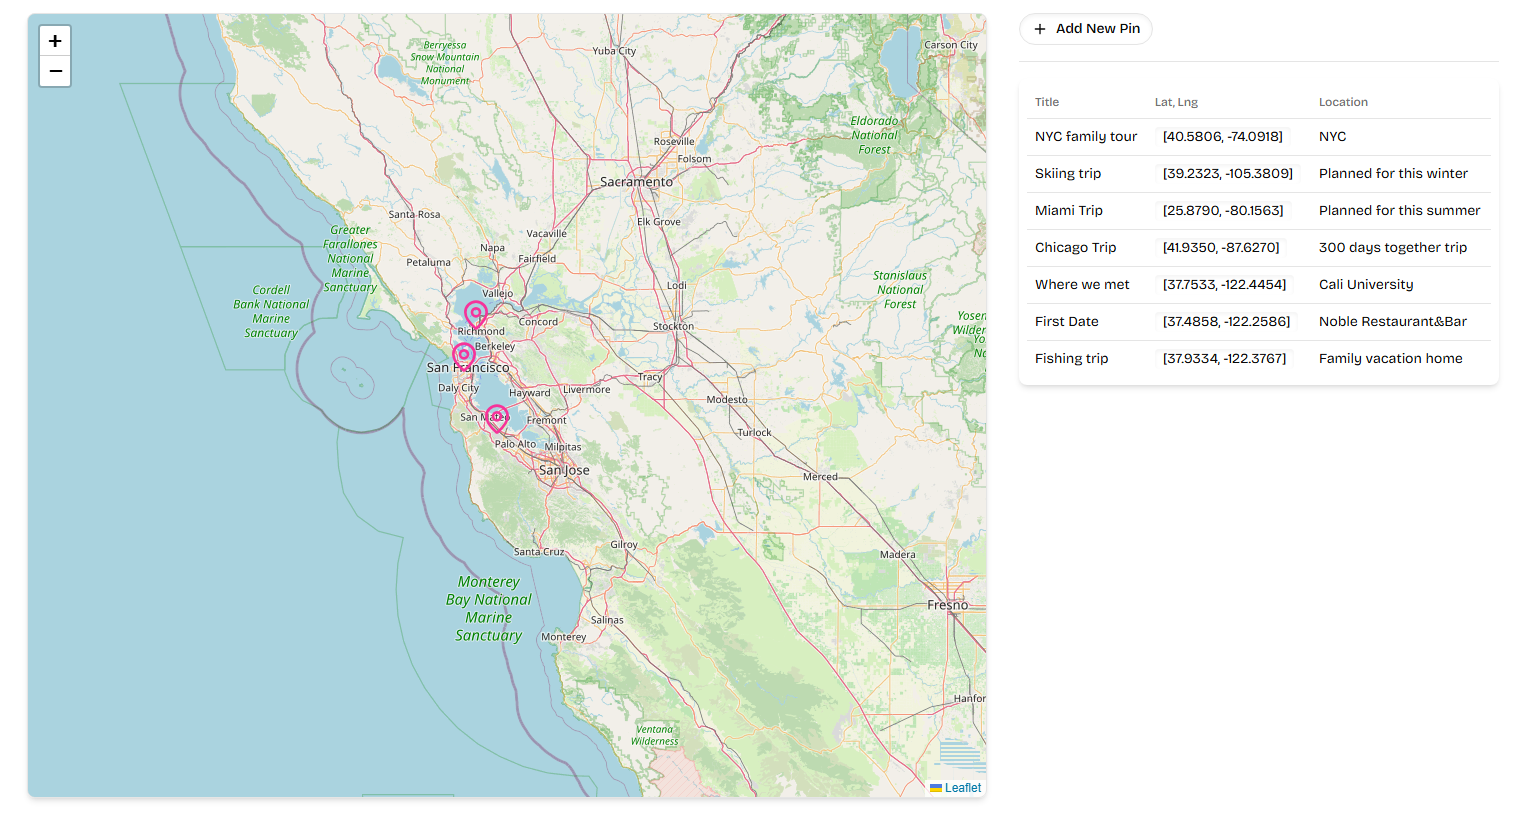 +
−
Berryessa
Snow Mountain
National
Monument
Yuba City
Carson City
Eldorado
National
Forest
Roseville
Folsom
Sacramento
Santa Rosa
Elk Grove
Greater
Farallones
National
Marine
Sanctuary
Vacaville
Napa
Fairfield
Petaluma
Stanislaus
National
Forest
Lodi
Vallejo
Cordell
Bank National
Marine
Sanctuary
Concord
Stockton
Richmond
Berkeley
San Francisco
Tracy
Daly City
Hayward
Livermore
Modesto
San Mateo
Fremont
Turlock
Palo Alto
Milpitas
San Jose
Merced
Gilroy
Santa Cruz
Madera
Monterey
Bay National
Marine
Sanctuary
Fresno
Salinas
Monterey
Hanfor
Ventana
Wilderness
Leaflet
+ Add New Pin
Title Lat, Lng Location
NYC family tour [40.5806, -74.0918] NYC
Skiing trip [39.2323, -105.3809] Planned for this winter
Miami Trip [25.8790, -80.1563] Planned for this summer
Chicago Trip [41.9350, -87.6270] 300 days together trip
Where we met [37.7533, -122.4454] Cali University
First Date [37.4858, -122.2586] Noble Restaurant&Bar
Fishing trip [37.9334, -122.3767] Family vacation home